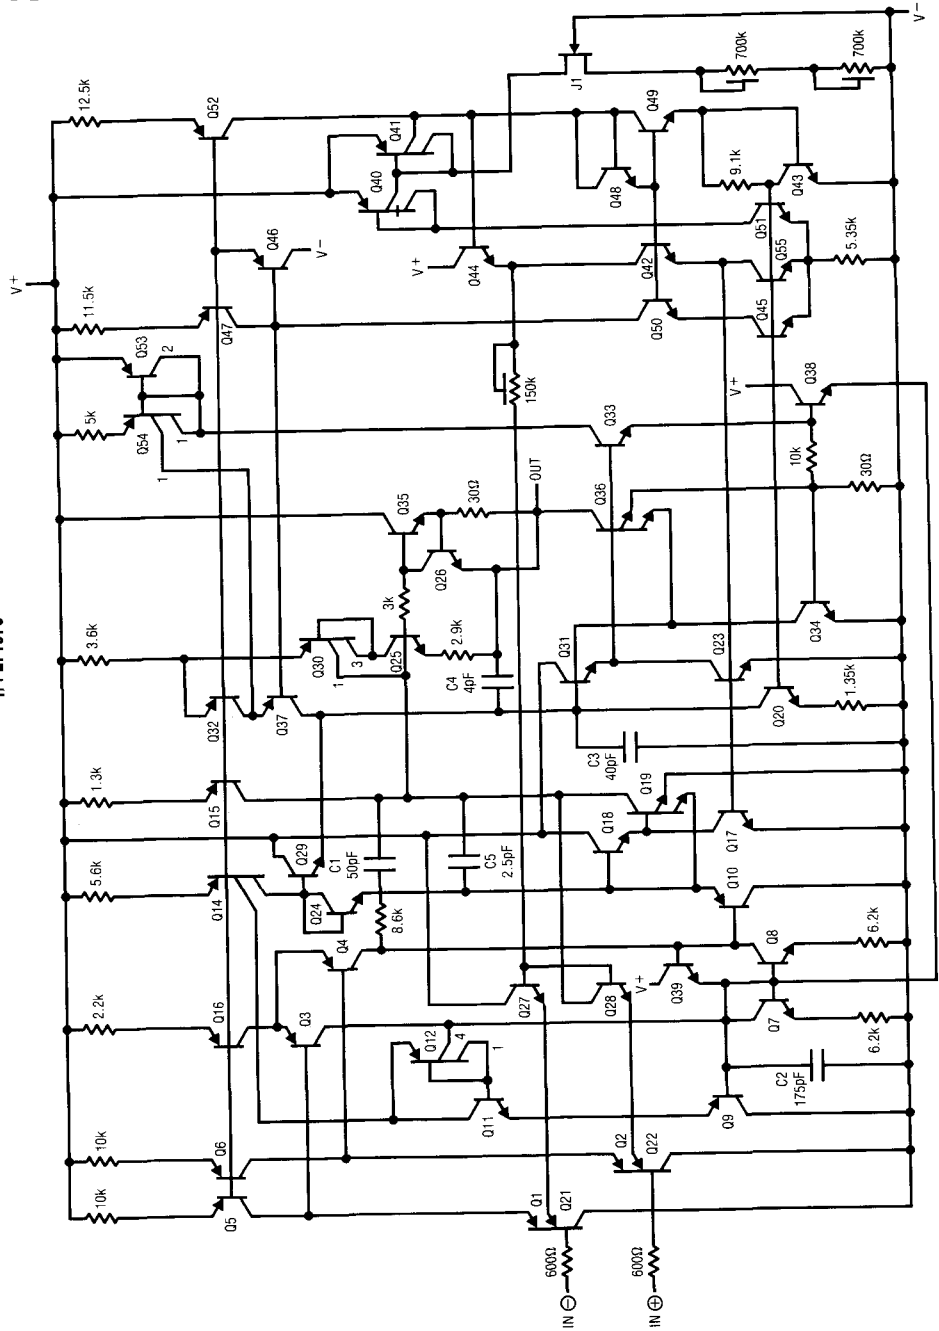 V+
V−
12.5k
11.5k
5k
3.6k
1.3k
5.6k
2.2k
10k
10k
Q52
Q46
V−
Q47
Q53
2
Q54
1
1
Q41
Q40
J1
700k
700k
Q49
Q48
9.1k
Q43
Q51
Q55
Q45
5.35k
V+
Q44
Q42
Q50
150k
V+
Q38
Q33
10k
30Ω
Q36
OUT
Q35
30Ω
Q26
3k
Q30
1
3
Q25
2.9k
C4
4pF
Q31
Q34
Q23
Q20
1.35k
Q32
Q37
C3
40pF
Q15
Q19
Q18
Q17
Q29
C1
50pF
C5
2.5pF
Q14
Q24
8.6k
Q10
Q4
V+
Q39
Q8
6.2k
Q7
6.2k
Q16
Q3
Q27
Q28
Q12
4
1
Q11
Q9
C2
175pF
Q6
Q5
Q2
Q22
Q1
Q21
600Ω
600Ω
IN ⊖
IN ⊕